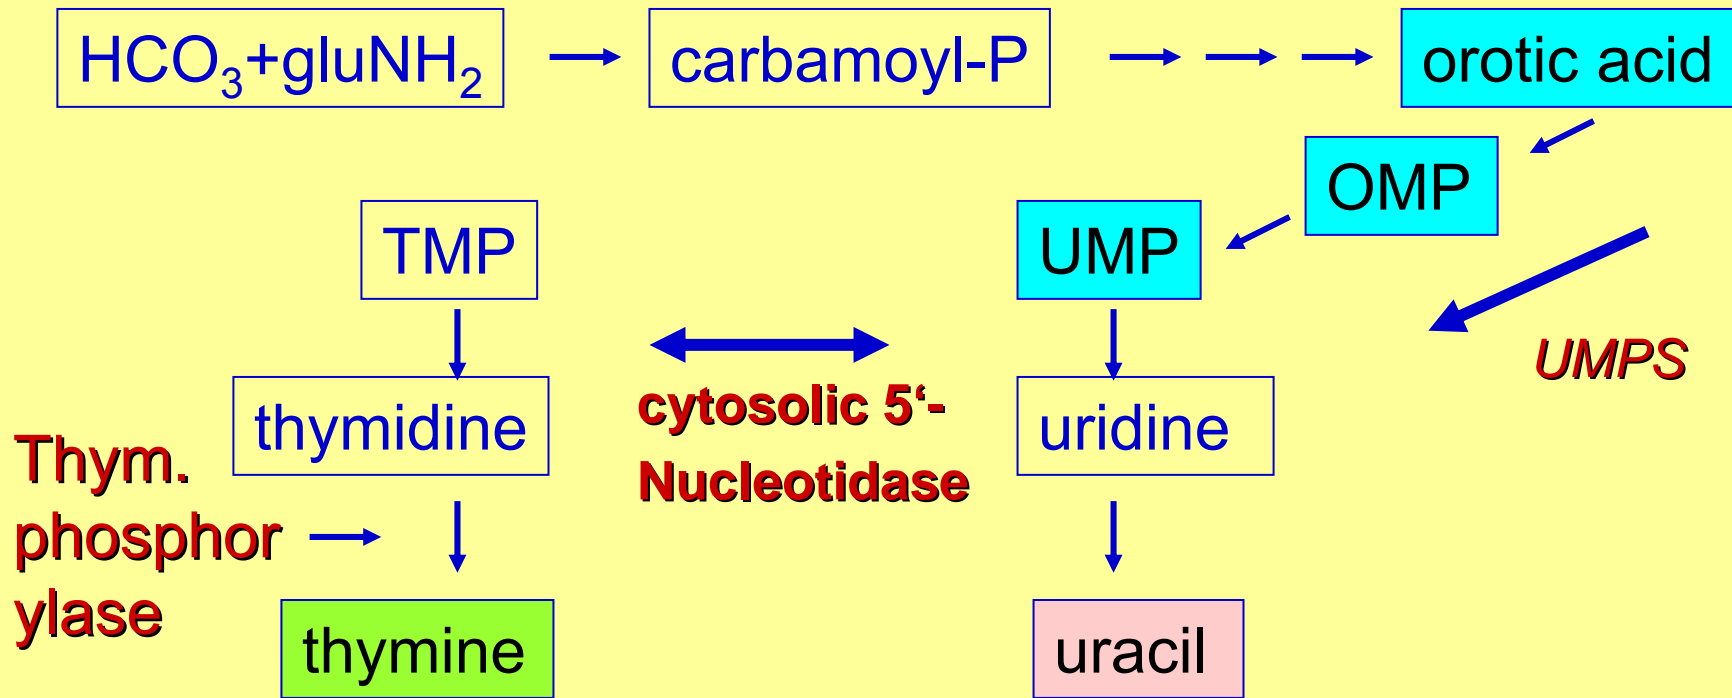 HCO₃+gluNH₂
carbamoyl-P
orotic acid
OMP
TMP
UMP
UMPS
thymidine
cytosolic 5‘-
Nucleotidase
uridine
Thym.
phosphor
ylase
thymine
uracil